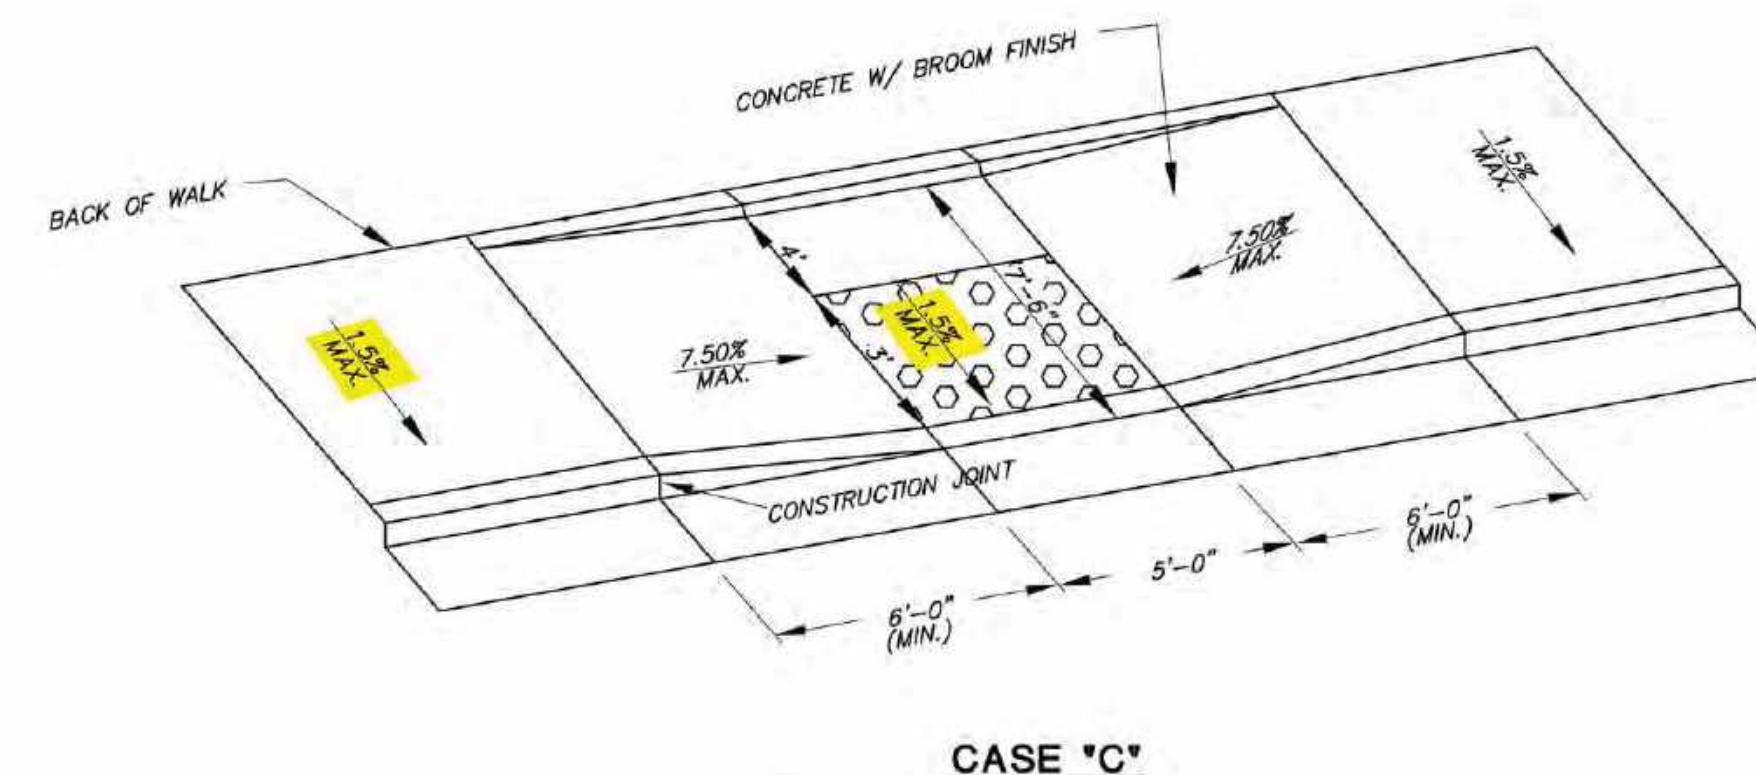 CONCRETE W/ BROOM FINISH
BACK OF WALK
1.5%
MAX.
4'
7'-6"
7.50%
MAX.
1.5%
MAX.
1.5%
MAX.
3'
7.50%
MAX.
CONSTRUCTION JOINT
6'-0"
(MIN.)
5'-0"
6'-0"
(MIN.)
CASE "C"